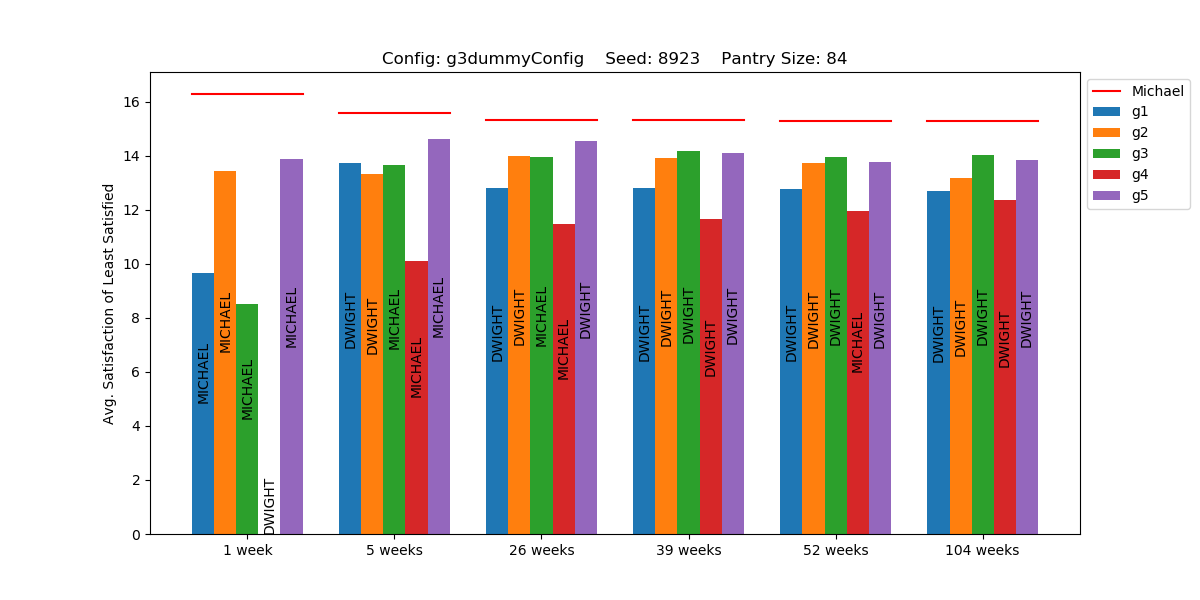 Config: g3dummyConfig    Seed: 8923    Pantry Size: 84
Avg. Satisfaction of Least Satisfied
16
14
12
10
8
6
4
2
0
MICHAEL
MICHAEL
MICHAEL
DWIGHT
MICHAEL
DWIGHT
DWIGHT
MICHAEL
MICHAEL
MICHAEL
DWIGHT
DWIGHT
MICHAEL
MICHAEL
DWIGHT
DWIGHT
DWIGHT
DWIGHT
DWIGHT
DWIGHT
DWIGHT
DWIGHT
DWIGHT
MICHAEL
DWIGHT
DWIGHT
DWIGHT
DWIGHT
DWIGHT
DWIGHT
1 week
5 weeks
26 weeks
39 weeks
52 weeks
104 weeks
Michael
g1
g2
g3
g4
g5